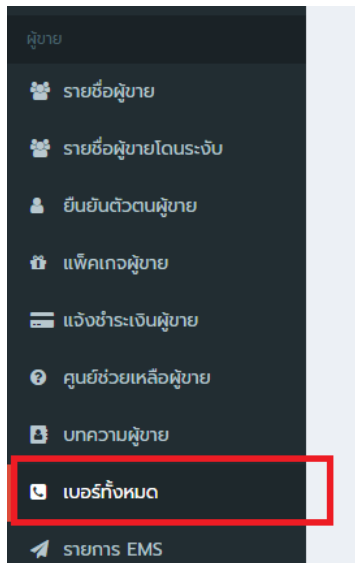 ผู้ขาย
รายชื่อผู้ขาย
รายชื่อผู้ขายโดนระงับ
ยืนยันตัวตนผู้ขาย
แพ็คเกจผู้ขาย
แจ้งชำระเงินผู้ขาย
ศูนย์ช่วยเหลือผู้ขาย
บทความผู้ขาย
เบอร์ทั้งหมด
รายการ EMS